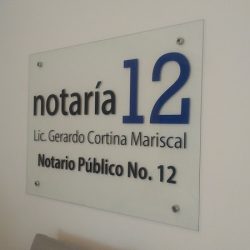 notaría 12
Lic. Gerardo Cortina Mariscal
Notario Público No. 12